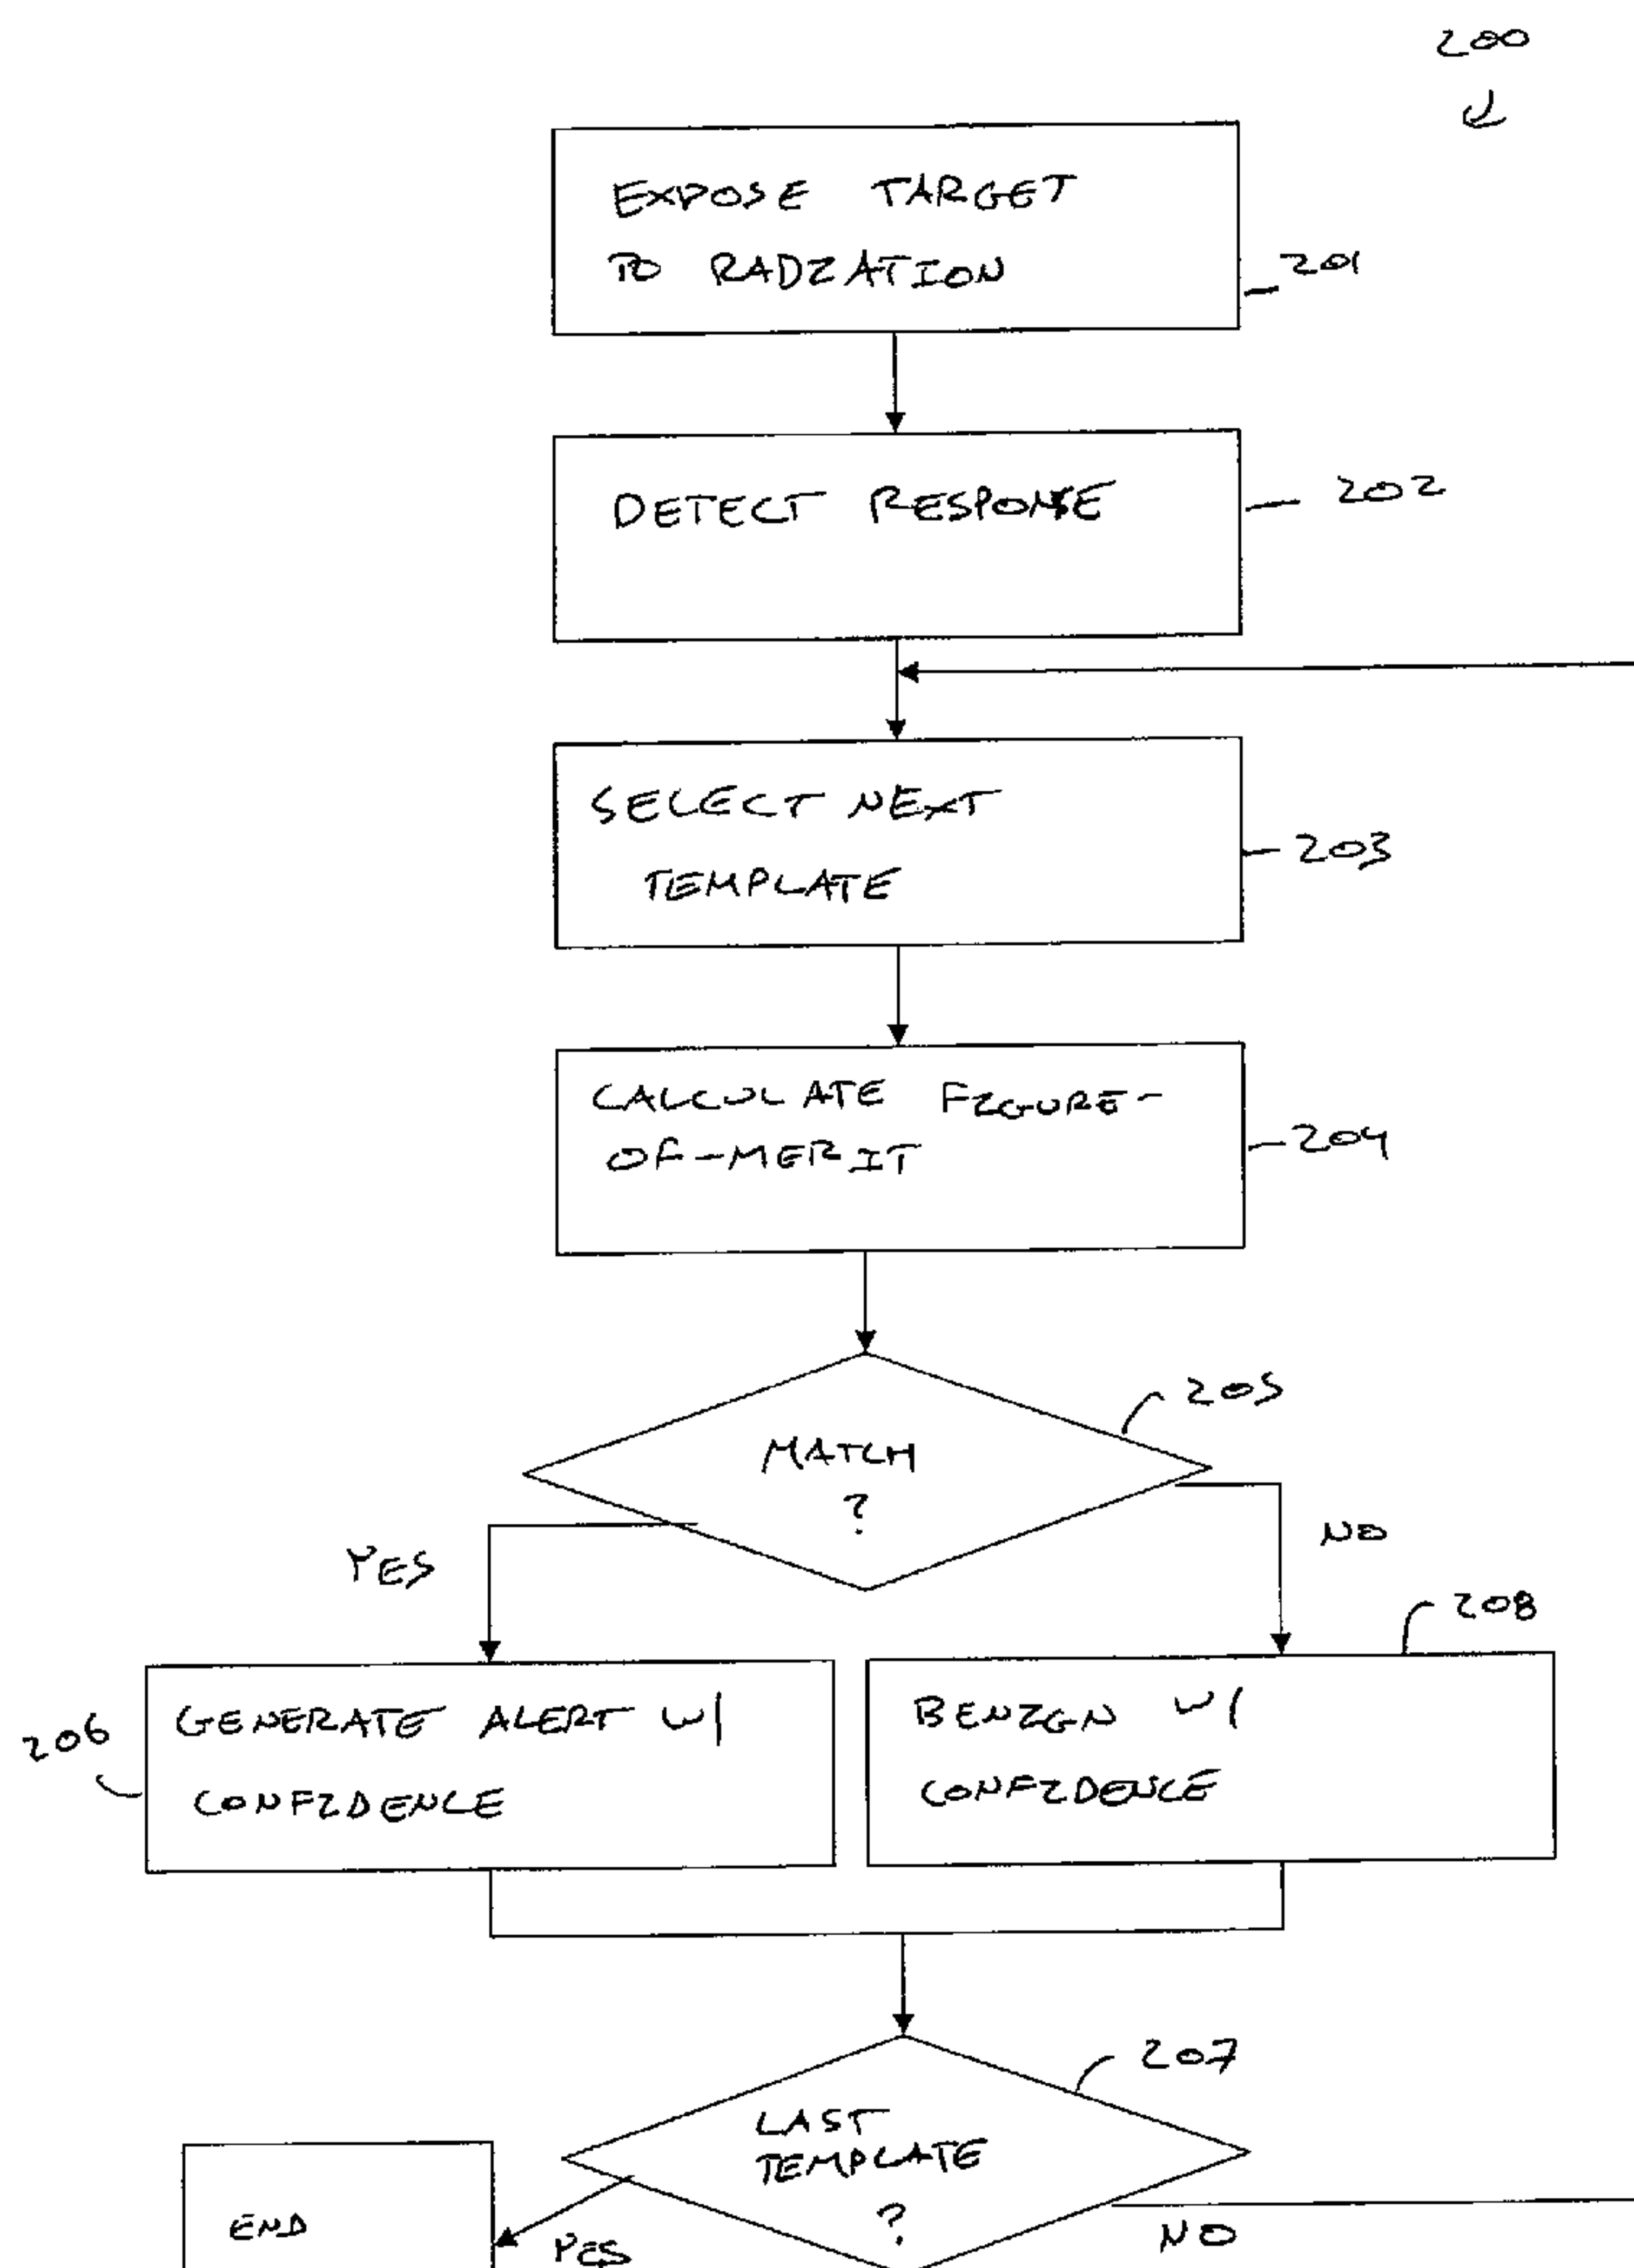 200
EXPOSE TARGET
TO RADIATION
201
DETECT RESPONSE
202
SELECT NEXT
TEMPLATE
203
CALCULATE FIGURE-
OF-MERIT
204
MATCH
?
205
YES
NO
206
GENERATE ALERT W/
CONFIDENCE
208
BENIGN W/
CONFIDENCE
207
LAST
TEMPLATE
?
END
YES
NO